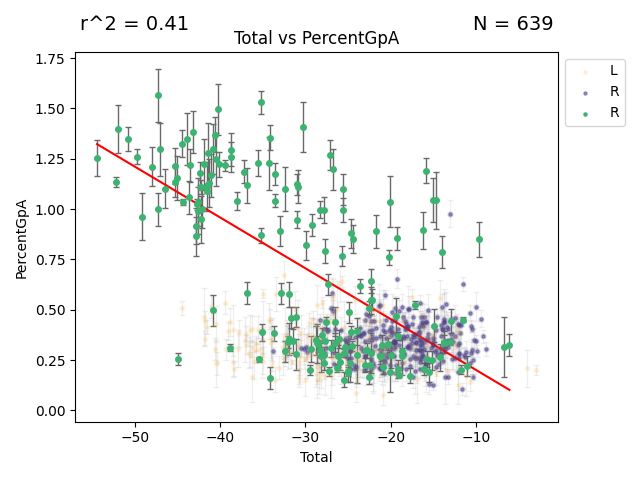 r^2 = 0.41 N = 639
Total vs PercentGpA
L
R
R
1.75
1.50
1.25
1.00
0.75
0.50
0.25
0.00
PercentGpA
−50 −40 −30 −20 −10
Total